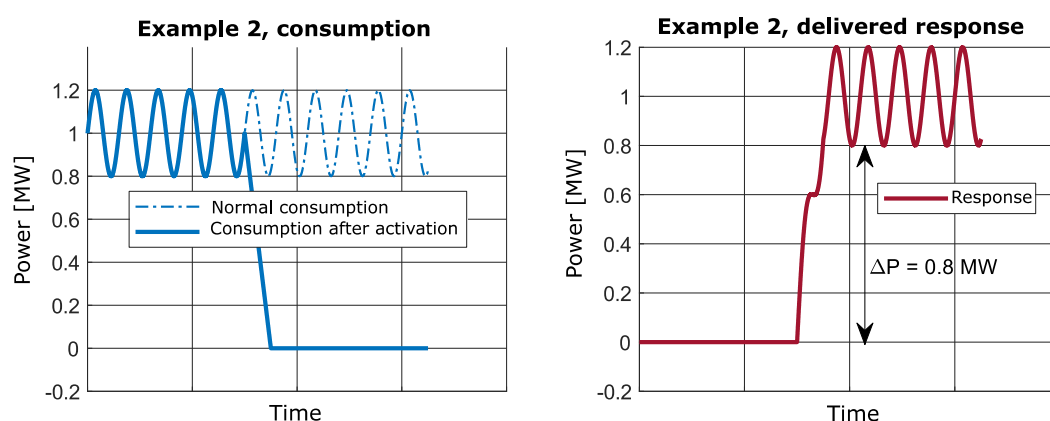 Example 2, consumption
Power [MW]
1.2
1
0.8
0.6
0.4
0.2
0
-0.2
Normal consumption
Consumption after activation
Time
Example 2, delivered response
Power [MW]
1.2
1
0.8
0.6
0.4
0.2
0
-0.2
Response
ΔP = 0.8 MW
Time